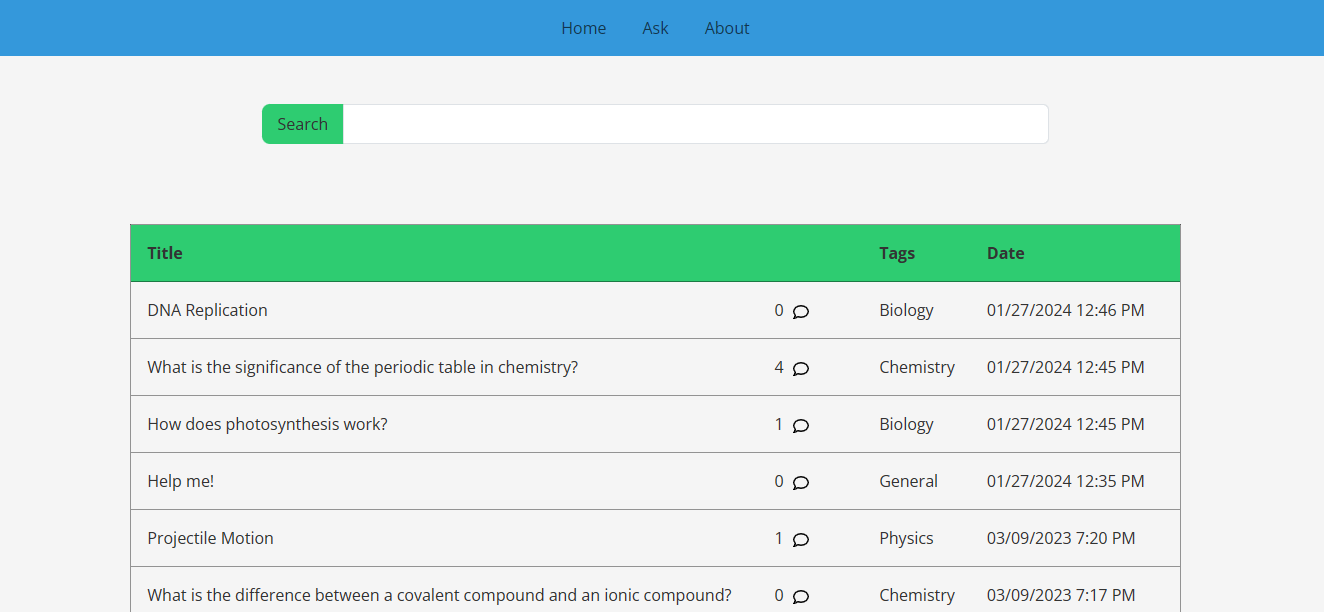 Home Ask About
Search
Title Tags Date
DNA Replication 0 Biology 01/27/2024 12:46 PM
What is the significance of the periodic table in chemistry? 4 Chemistry 01/27/2024 12:45 PM
How does photosynthesis work? 1 Biology 01/27/2024 12:45 PM
Help me! 0 General 01/27/2024 12:35 PM
Projectile Motion 1 Physics 03/09/2023 7:20 PM
What is the difference between a covalent compound and an ionic compound? 0 Chemistry 03/09/2023 7:17 PM